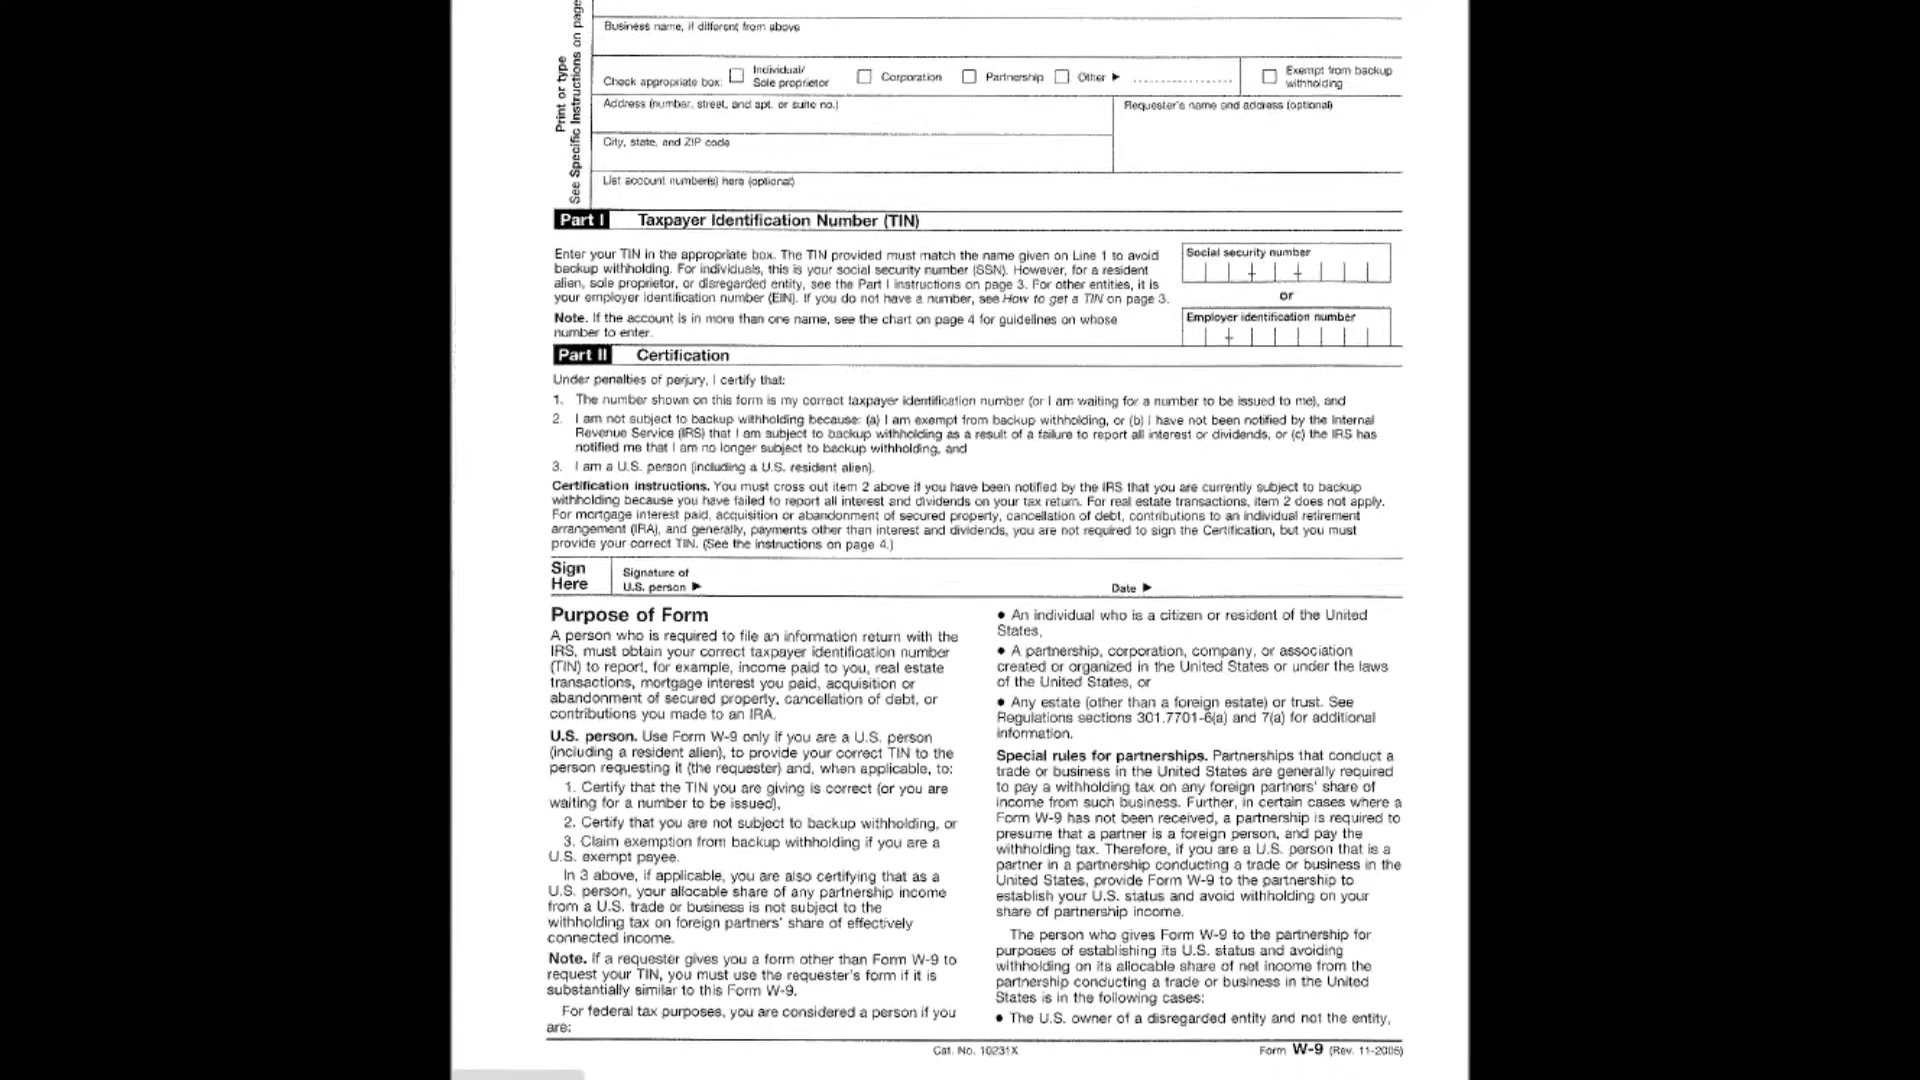 Print or type
See Specific Instructions on page
Business name, if different from above
Check appropriate box:
Individual/
Sole proprietor
Corporation
Partnership
Other ▶
Exempt from backup
withholding
Address (number, street, and apt. or suite no.)
Requester's name and address (optional)
City, state, and ZIP code
List account number(s) here (optional)
Part I Taxpayer Identification Number (TIN)
Enter your TIN in the appropriate box. The TIN provided must match the name given on Line 1 to avoid
backup withholding. For individuals, this is your social security number (SSN). However, for a resident
alien, sole proprietor, or disregarded entity, see the Part I instructions on page 3. For other entities, it is
your employer identification number (EIN). If you do not have a number, see How to get a TIN on page 3.
Note. If the account is in more than one name, see the chart on page 4 for guidelines on whose
number to enter.
Social security number
or
Employer identification number
Part II Certification
Under penalties of perjury, I certify that:
1. The number shown on this form is my correct taxpayer identification number (or I am waiting for a number to be issued to me), and
2. I am not subject to backup withholding because: (a) I am exempt from backup withholding, or (b) I have not been notified by the Internal
Revenue Service (IRS) that I am subject to backup withholding as a result of a failure to report all interest or dividends, or (c) the IRS has
notified me that I am no longer subject to backup withholding, and
3. I am a U.S. person (including a U.S. resident alien).
Certification instructions. You must cross out item 2 above if you have been notified by the IRS that you are currently subject to backup
withholding because you have failed to report all interest and dividends on your tax return. For real estate transactions, item 2 does not apply.
For mortgage interest paid, acquisition or abandonment of secured property, cancellation of debt, contributions to an individual retirement
arrangement (IRA), and generally, payments other than interest and dividends, you are not required to sign the Certification, but you must
provide your correct TIN. (See the instructions on page 4.)
Sign
Here
Signature of
U.S. person ▶
Date ▶
Purpose of Form
A person who is required to file an information return with the
IRS, must obtain your correct taxpayer identification number
(TIN) to report, for example, income paid to you, real estate
transactions, mortgage interest you paid, acquisition or
abandonment of secured property, cancellation of debt, or
contributions you made to an IRA.
U.S. person. Use Form W-9 only if you are a U.S. person
(including a resident alien), to provide your correct TIN to the
person requesting it (the requester) and, when applicable, to:
1. Certify that the TIN you are giving is correct (or you are
waiting for a number to be issued),
2. Certify that you are not subject to backup withholding, or
3. Claim exemption from backup withholding if you are a
U.S. exempt payee.
In 3 above, if applicable, you are also certifying that as a
U.S. person, your allocable share of any partnership income
from a U.S. trade or business is not subject to the
withholding tax on foreign partners' share of effectively
connected income.
Note. If a requester gives you a form other than Form W-9 to
request your TIN, you must use the requester's form if it is
substantially similar to this Form W-9.
For federal tax purposes, you are considered a person if you
are:
● An individual who is a citizen or resident of the United
States,
● A partnership, corporation, company, or association
created or organized in the United States or under the laws
of the United States, or
● Any estate (other than a foreign estate) or trust. See
Regulations sections 301.7701-6(a) and 7(a) for additional
information.
Special rules for partnerships. Partnerships that conduct a
trade or business in the United States are generally required
to pay a withholding tax on any foreign partners' share of
income from such business. Further, in certain cases where a
Form W-9 has not been received, a partnership is required to
presume that a partner is a foreign person, and pay the
withholding tax. Therefore, if you are a U.S. person that is a
partner in a partnership conducting a trade or business in the
United States, provide Form W-9 to the partnership to
establish your U.S. status and avoid withholding on your
share of partnership income.
The person who gives Form W-9 to the partnership for
purposes of establishing its U.S. status and avoiding
withholding on its allocable share of net income from the
partnership conducting a trade or business in the United
States is in the following cases:
● The U.S. owner of a disregarded entity and not the entity,
Cat. No. 10231X
Form W-9 (Rev. 11-2005)